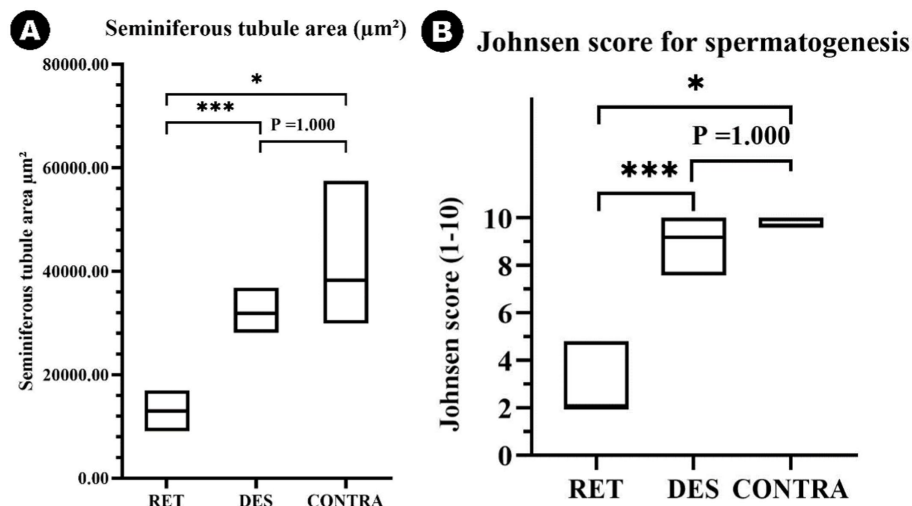 A
Seminiferous tubule area (µm²)
Seminiferous tubule area µm²
80000.00
60000.00
40000.00
20000.00
0.00
*
***
P =1.000
RET
DES
CONTRA
B
Johnsen score for spermatogenesis
Johnsen score (1-10)
10
8
6
4
2
0
*
P =1.000
***
RET
DES
CONTRA